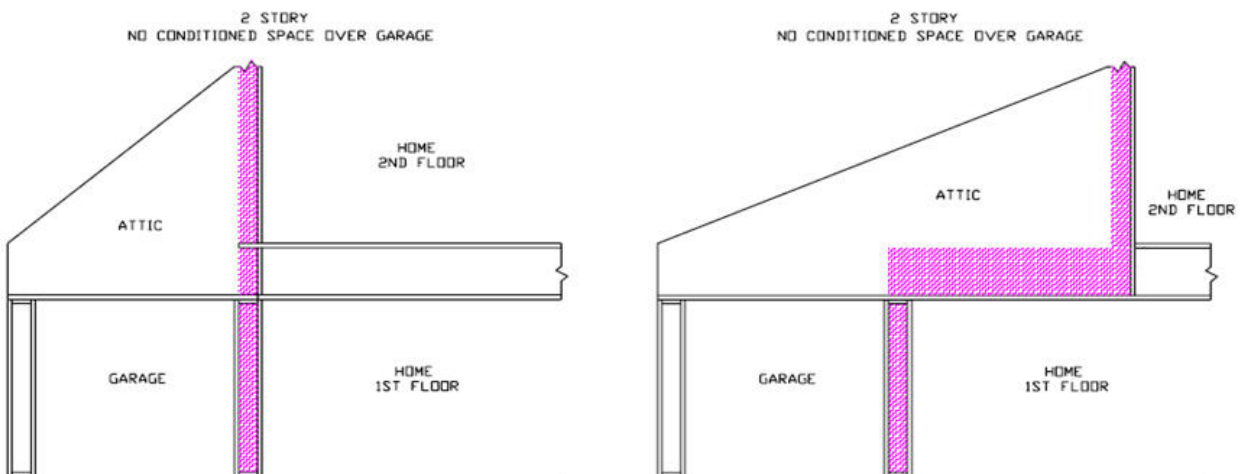 2 STORY
NO CONDITIONED SPACE OVER GARAGE
HOME
2ND FLOOR
ATTIC
GARAGE
HOME
1ST FLOOR
2 STORY
NO CONDITIONED SPACE OVER GARAGE
ATTIC
HOME
2ND FLOOR
GARAGE
HOME
1ST FLOOR